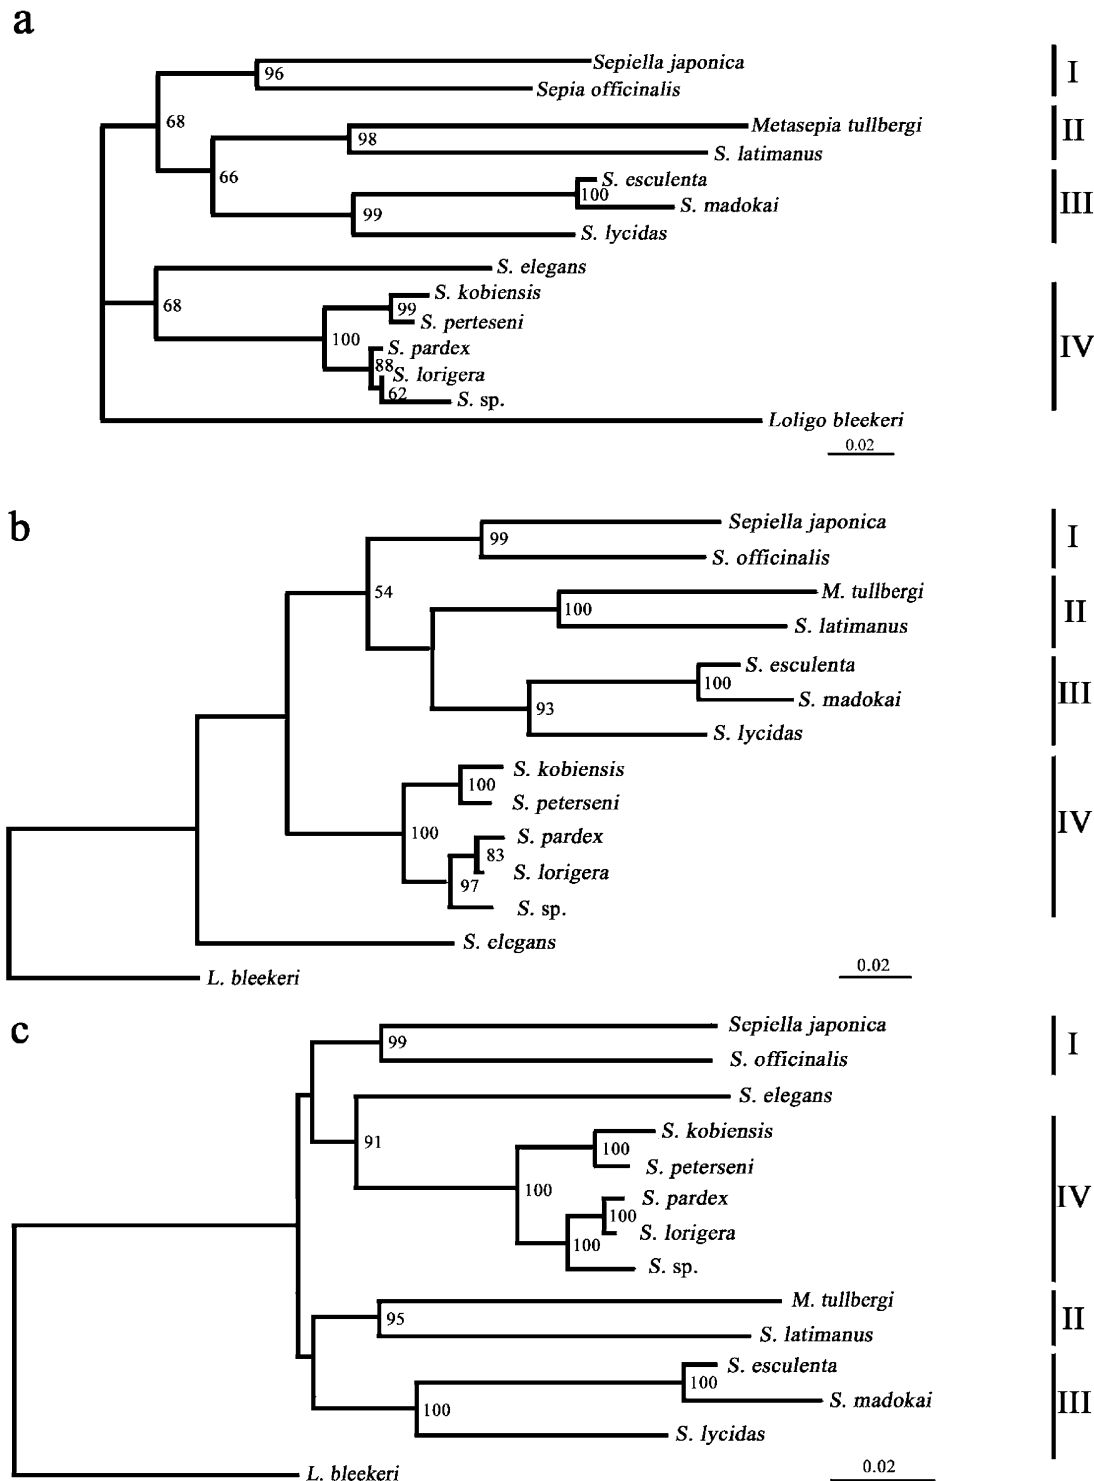 a
Sepiella japonica
I
96
Sepia officinalis
68
Metasepia tullbergi
II
98
S. latimanus
66
S. esculenta
100
S. madokai
III
99
S. lycidas
S. elegans
68
S. kobiensis
99
S. perteseni
100
S. pardex
IV
88
S. lorigera
62
S. sp.
Loligo bleekeri
0.02
b
Sepiella japonica
I
99
S. officinalis
54
M. tullbergi
II
100
S. latimanus
S. esculenta
100
III
S. madokai
93
S. lycidas
S. kobiensis
100
S. peterseni
IV
100
S. pardex
83
S. lorigera
97
S. sp.
S. elegans
0.02
L. bleekeri
c
Sepiella japonica
I
99
S. officinalis
S. elegans
91
S. kobiensis
100
S. peterseni
IV
100
S. pardex
100
S. lorigera
100
S. sp.
M. tullbergi
II
95
S. latimanus
S. esculenta
100
S. madokai
III
100
S. lycidas
0.02
L. bleekeri